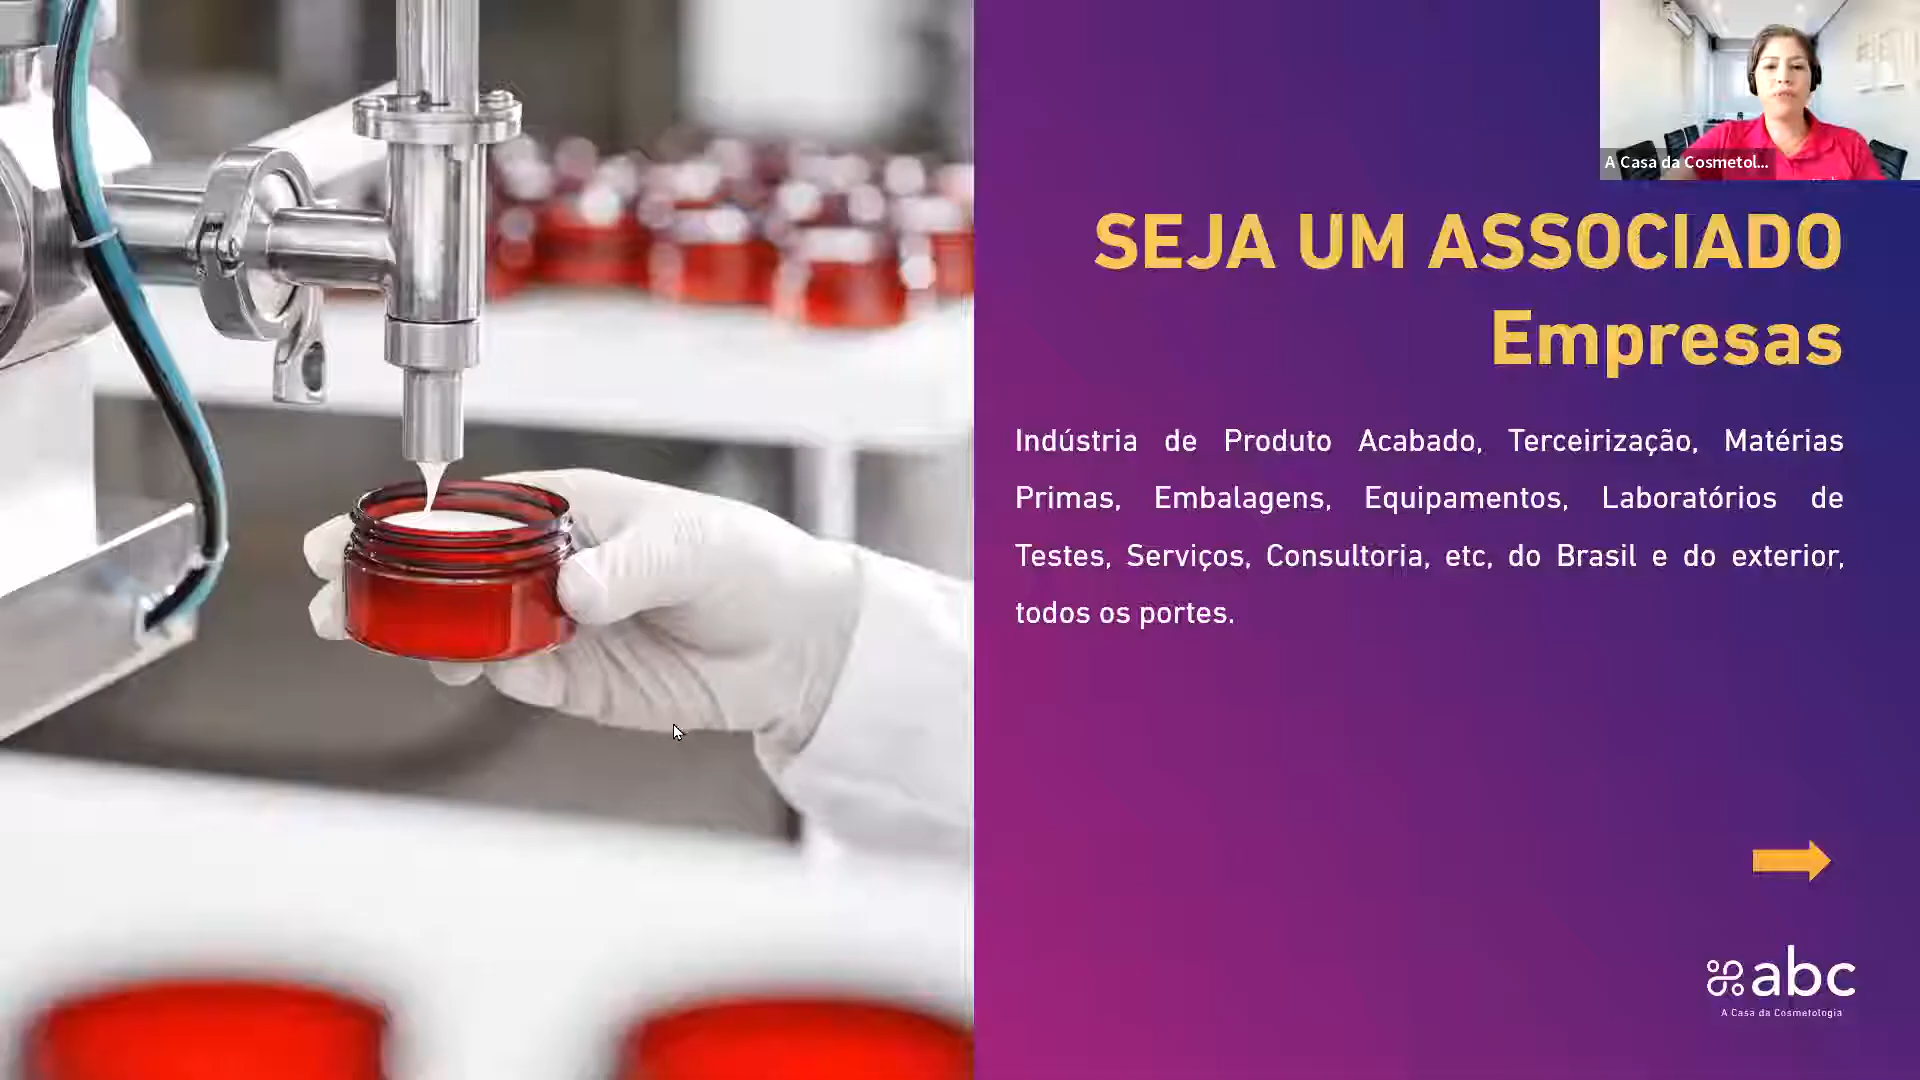 A Casa da Cosmetol...
SEJA UM ASSOCIADO
Empresas
Indústria de Produto Acabado, Terceirização, Matérias
Primas, Embalagens, Equipamentos, Laboratórios de
Testes, Serviços, Consultoria, etc, do Brasil e do exterior,
todos os portes.
abc
A Casa da Cosmetologia